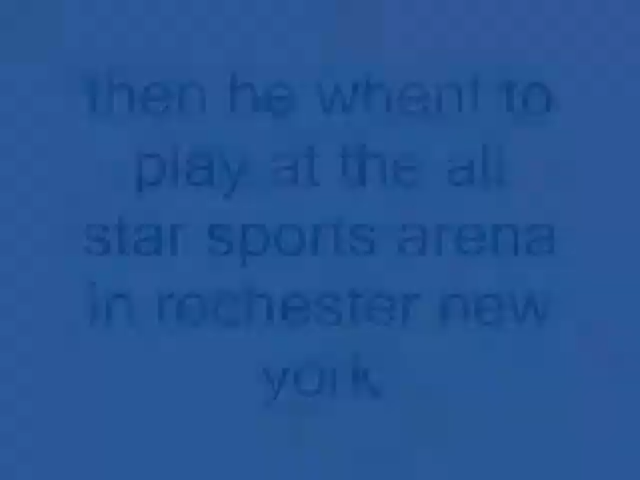 then he whent to
play at the all
star sports arena
in rochester new
york